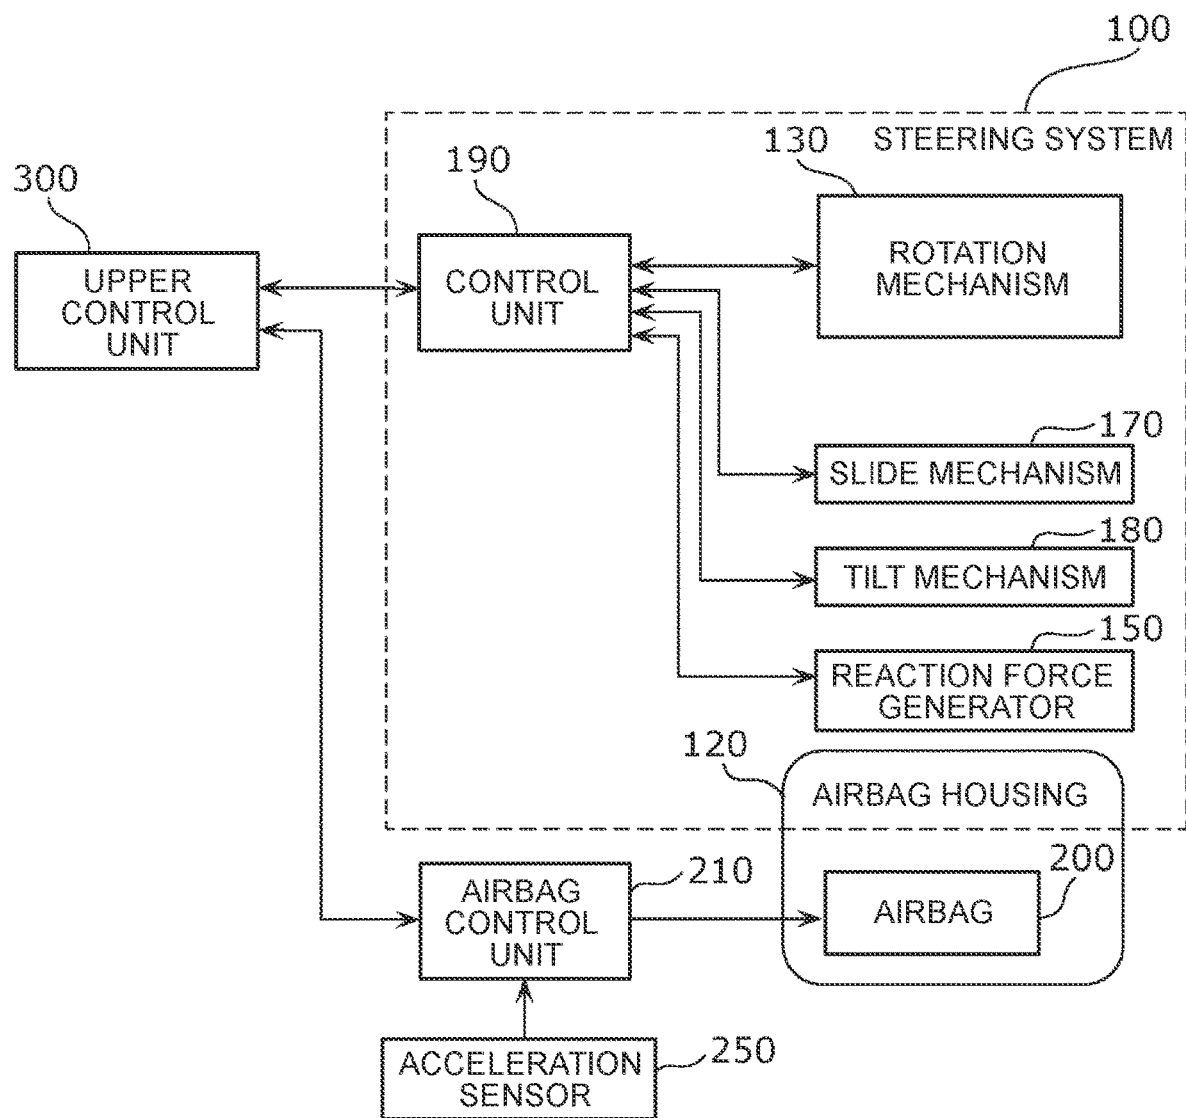 100
STEERING SYSTEM
130
190
300
ROTATION
MECHANISM
UPPER
CONTROL
UNIT
CONTROL
UNIT
170
SLIDE MECHANISM
180
TILT MECHANISM
150
REACTION FORCE
GENERATOR
120
AIRBAG HOUSING
200
210
AIRBAG
CONTROL
UNIT
AIRBAG
250
ACCELERATION
SENSOR